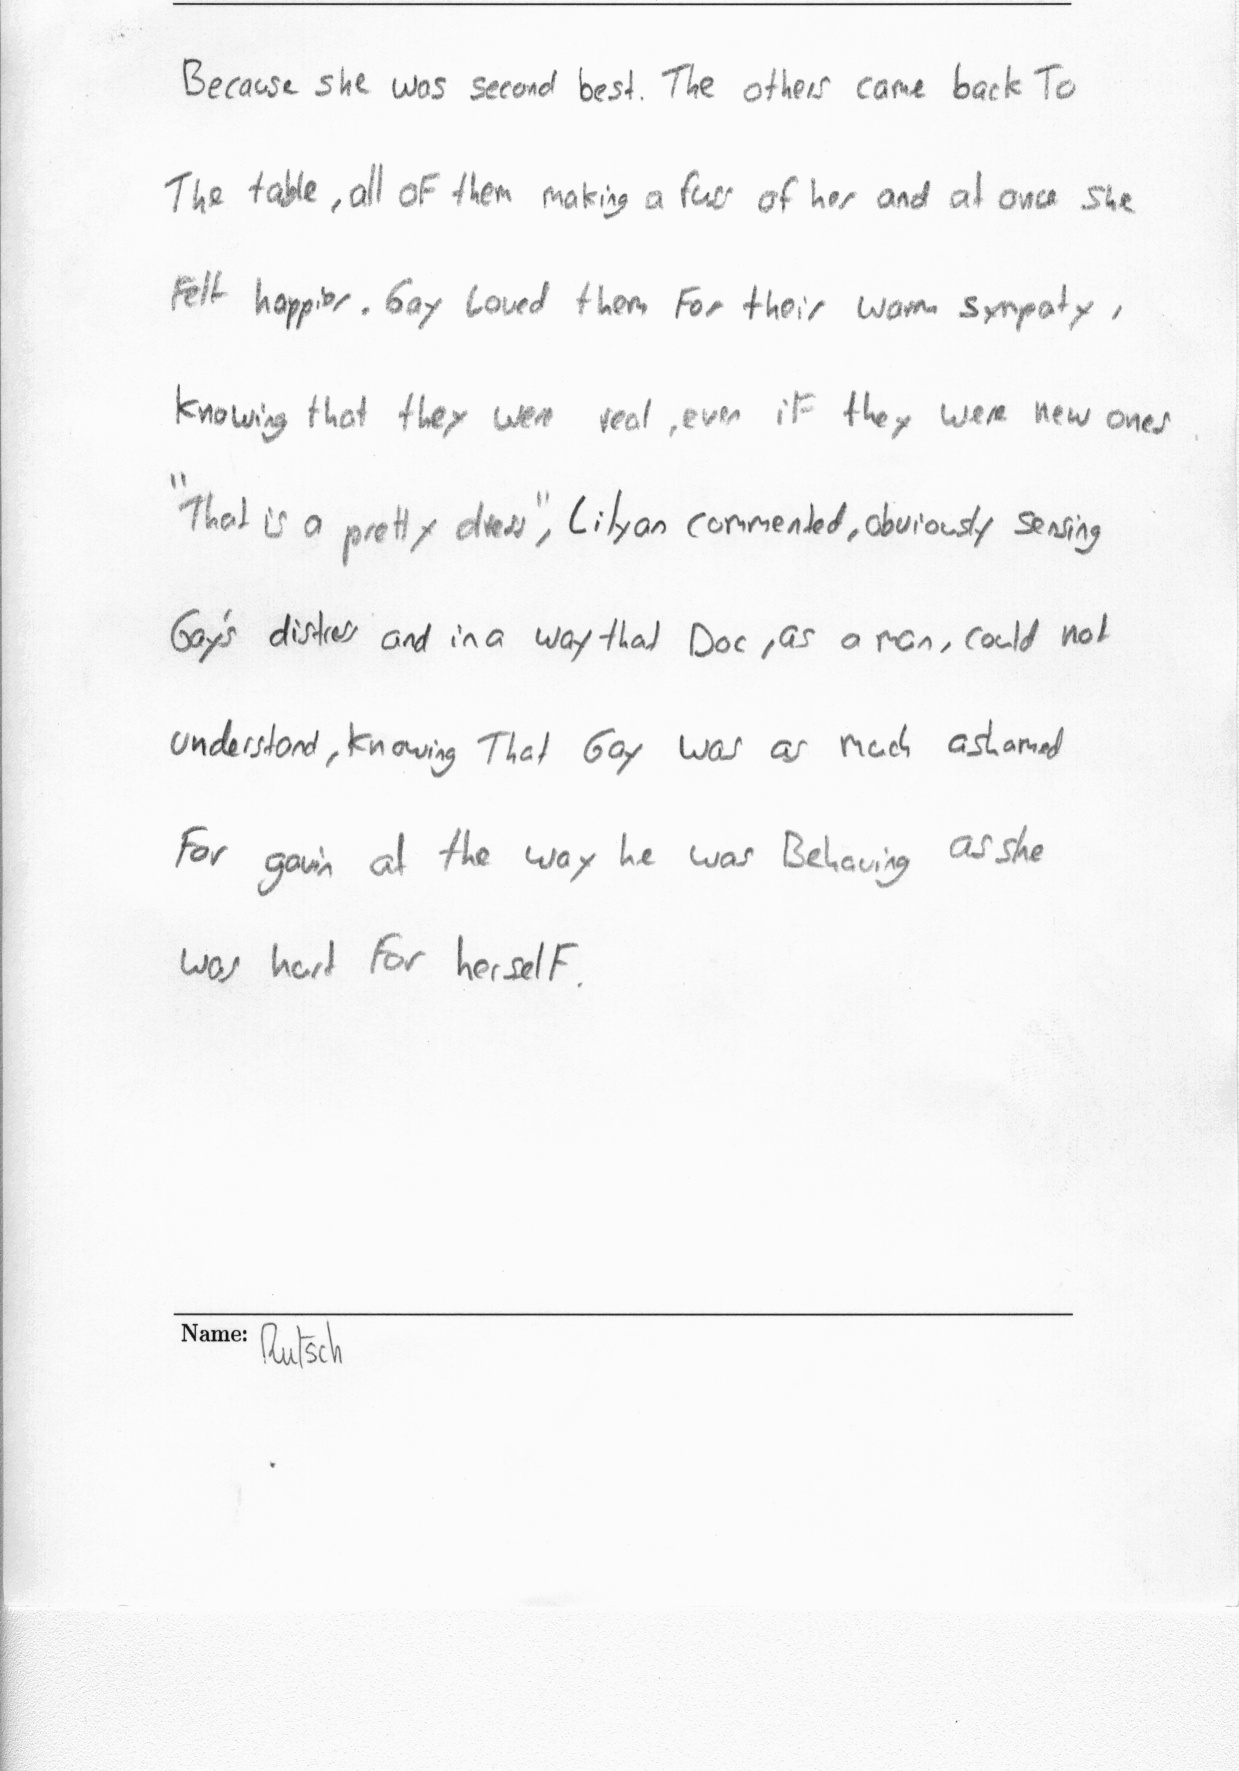 Because she was second best. The others came back To
The table, all oF them making a fuss of her and at once she
Felt happier. Gay Loved them For their warm sympaty,
Knowing that they were real, even iF they were new ones
"That is a pretty dress", Lilyan commented, obviously sensing
Gay's distress and in a way that Doc, as a man, could not
understand, knowing That Gay was as much ashamed
For gavin at the way he was Behaving as she
was hurt For herselF.
Name: Rutsch